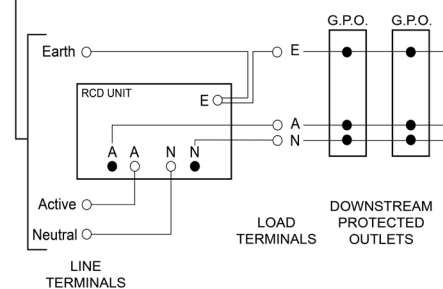 G.P.O. G.P.O.
Earth
E
RCD UNIT
E
A
N
A A N N
Active
Neutral
LINE
TERMINALS
LOAD
TERMINALS
DOWNSTREAM
PROTECTED
OUTLETS